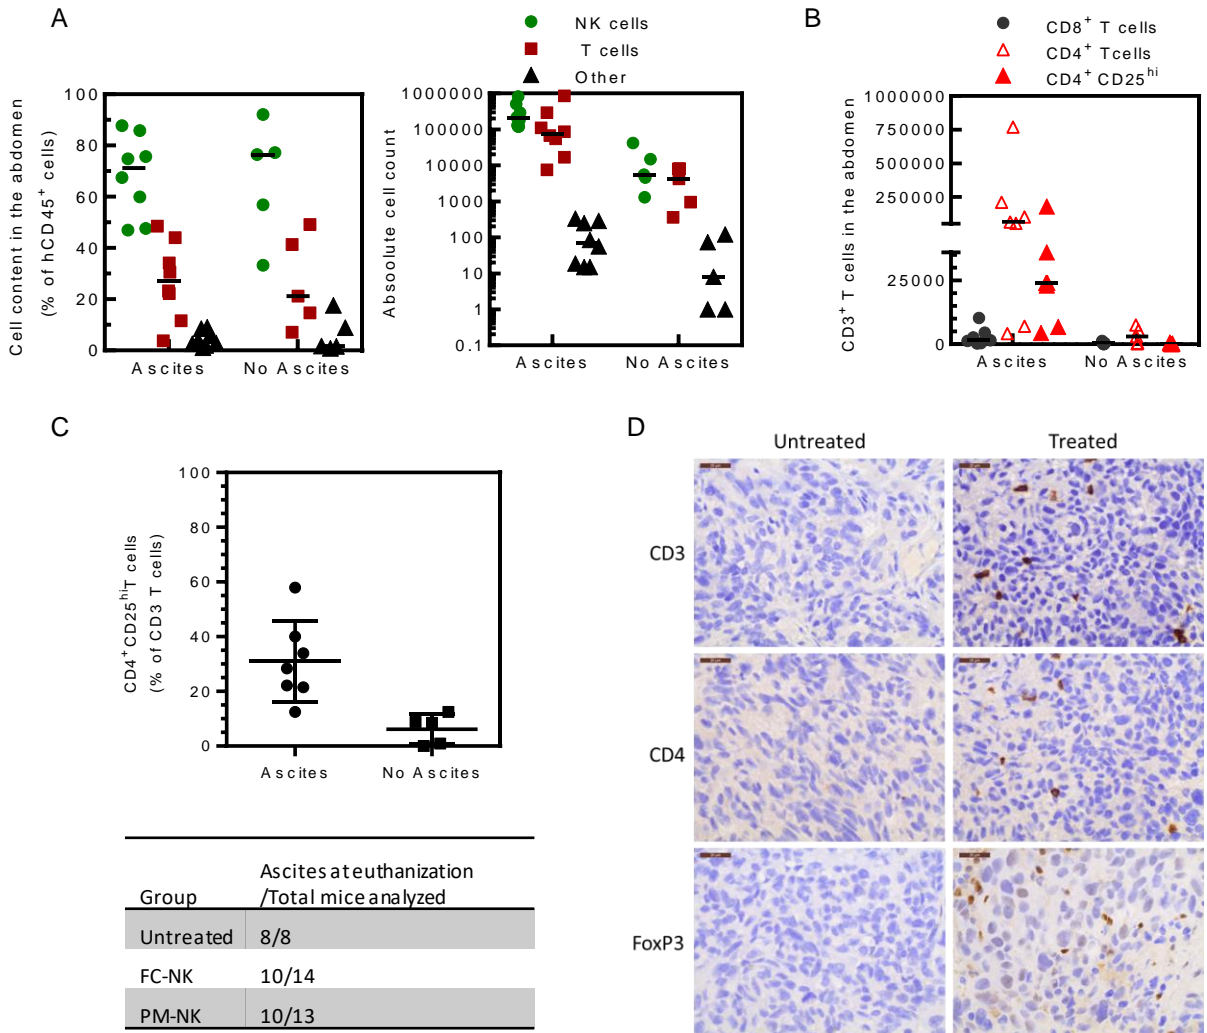 A
NK cells
T cells
Other
Cell content in the abdomen
(% of hCD45+ cells)
100
80
60
40
20
0
Ascites
No Ascites
Absolute cell count
1000000
100000
10000
1000
100
10
1
0.1
Ascites
No Ascites
B
CD8+ T cells
CD4+ Tcells
CD4+ CD25hi
CD3+ T cells in the abdomen
1000000
750000
500000
250000
25000
0
Ascites
No Ascites
C
CD4+ CD25hi T cells
(% of CD3 T cells)
100
80
60
40
20
0
Ascites
No Ascites
Group
Ascites at euthanization
/Total mice analyzed
Untreated 8/8
FC-NK 10/14
PM-NK 10/13
D
Untreated
Treated
CD3
CD4
FoxP3